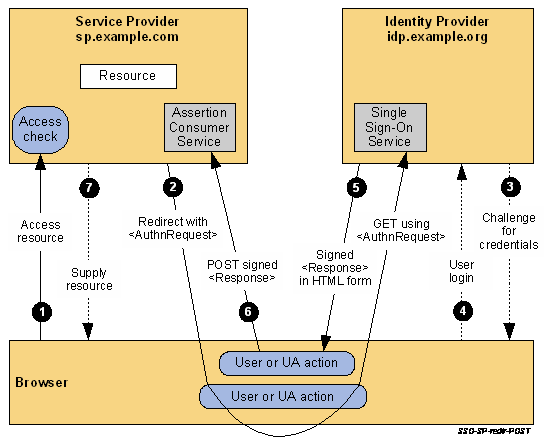 Service Provider
sp.example.com
Identity Provider
idp.example.org
Resource
Access
check
Assertion
Consumer
Service
Single
Sign-On
Service
7
2
5
3
Access
resource
Redirect with
<AuthnRequest>
GET using
<AuthnRequest>
Challenge
for
credentials
Supply
resource
POST signed
<Response>
Signed
<Response>
in HTML form
User
login
1
6
4
User or UA action
Browser
User or UA action
SSO-SP-redir-POST